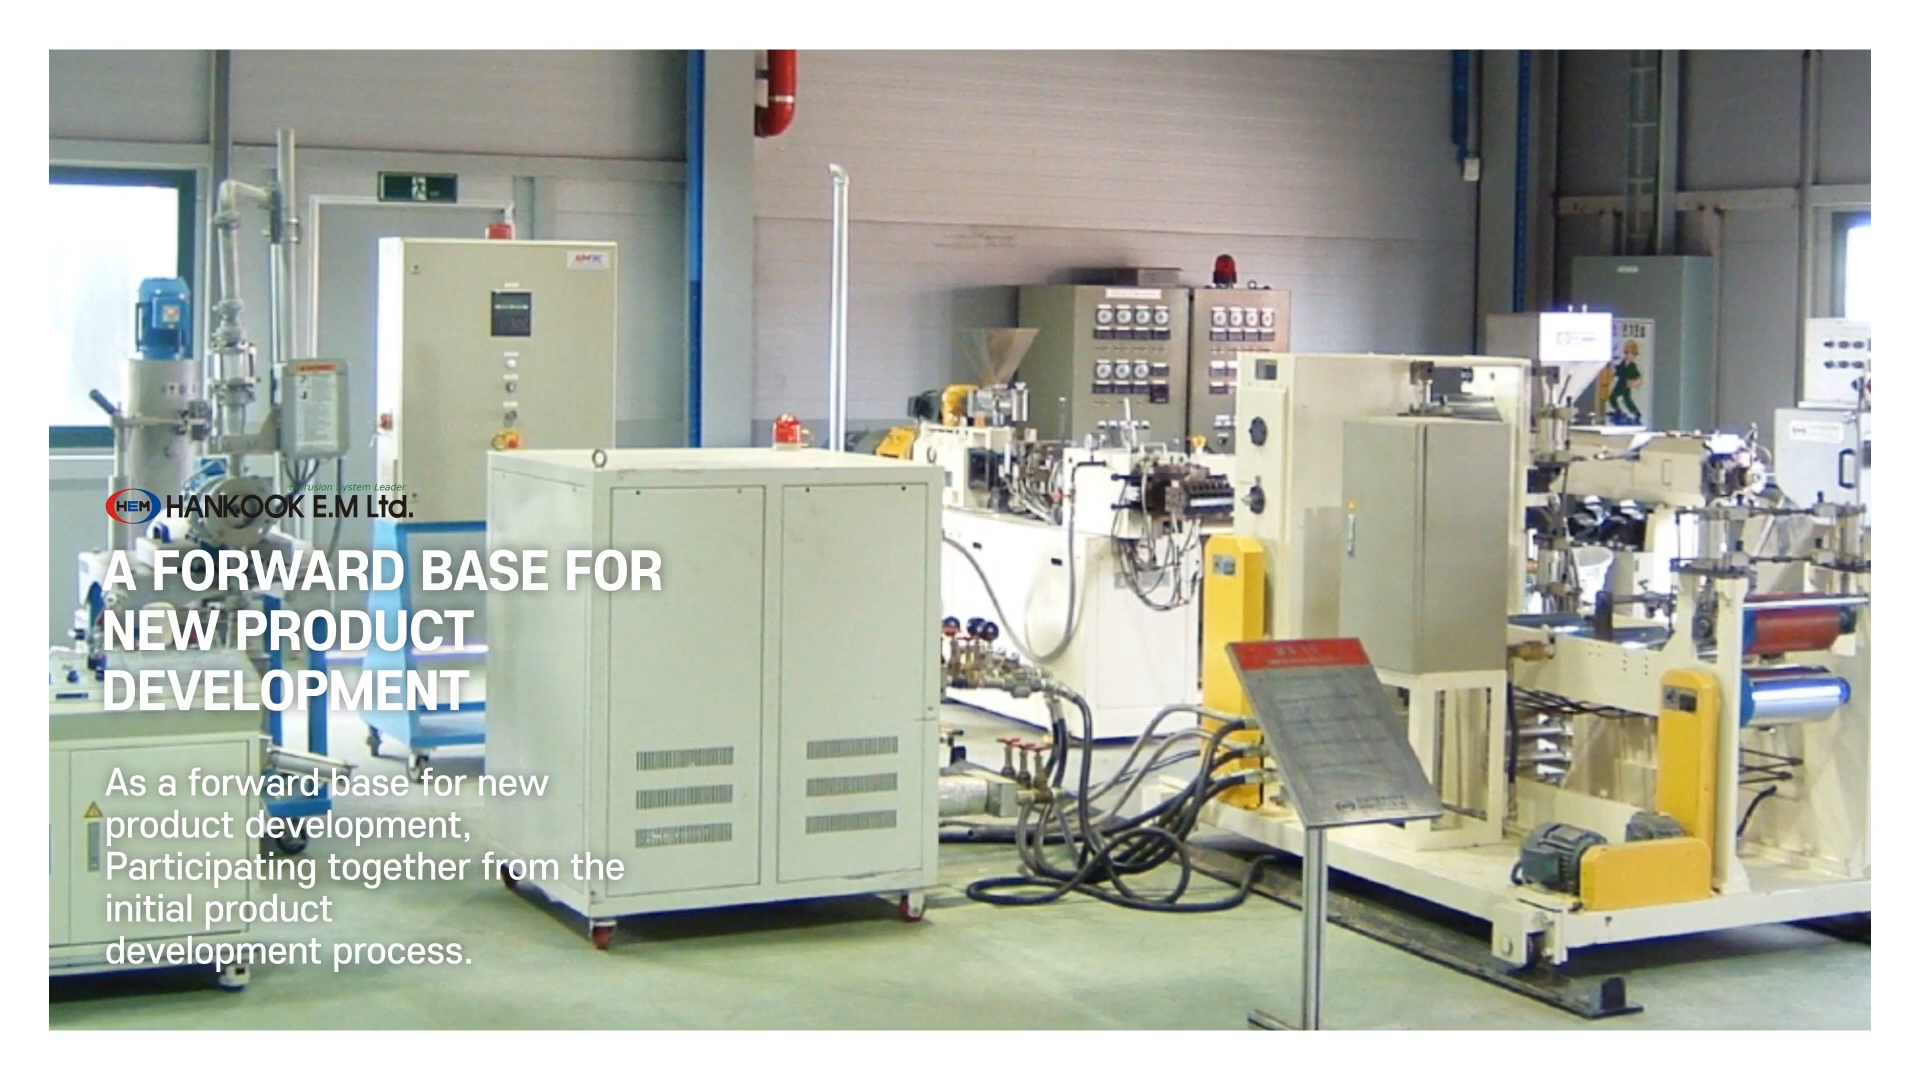 Extrusion System Leader
HEM HANKOOK E.M Ltd.
A FORWARD BASE FOR
NEW PRODUCT
DEVELOPMENT
As a forward base for new
product development,
Participating together from the
initial product
development process.